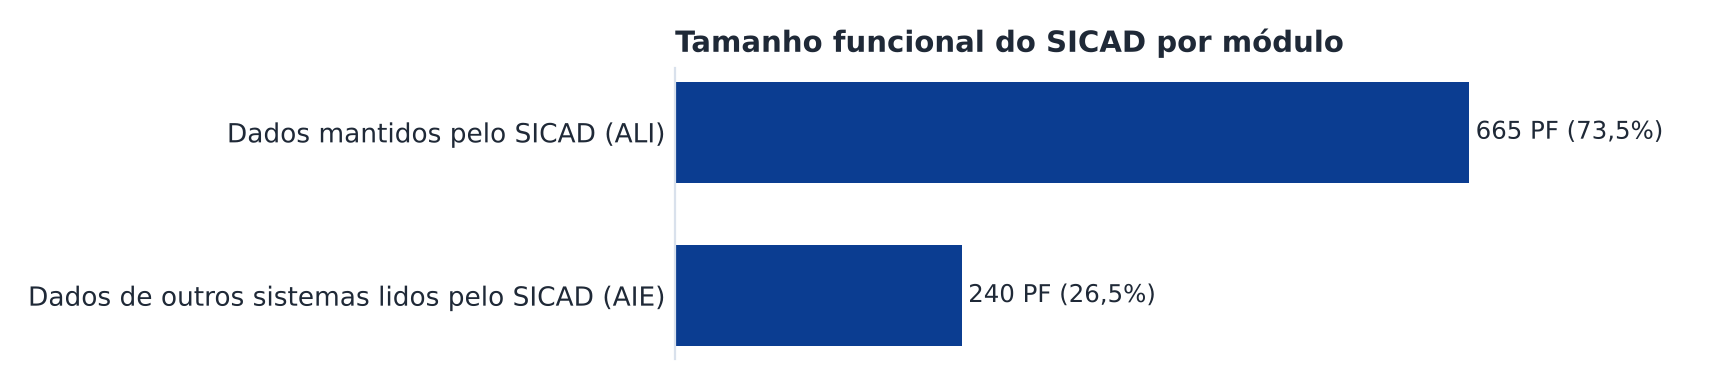 Tamanho funcional do SICAD por módulo
Dados mantidos pelo SICAD (ALI)
665 PF (73,5%)
Dados de outros sistemas lidos pelo SICAD (AIE)
240 PF (26,5%)